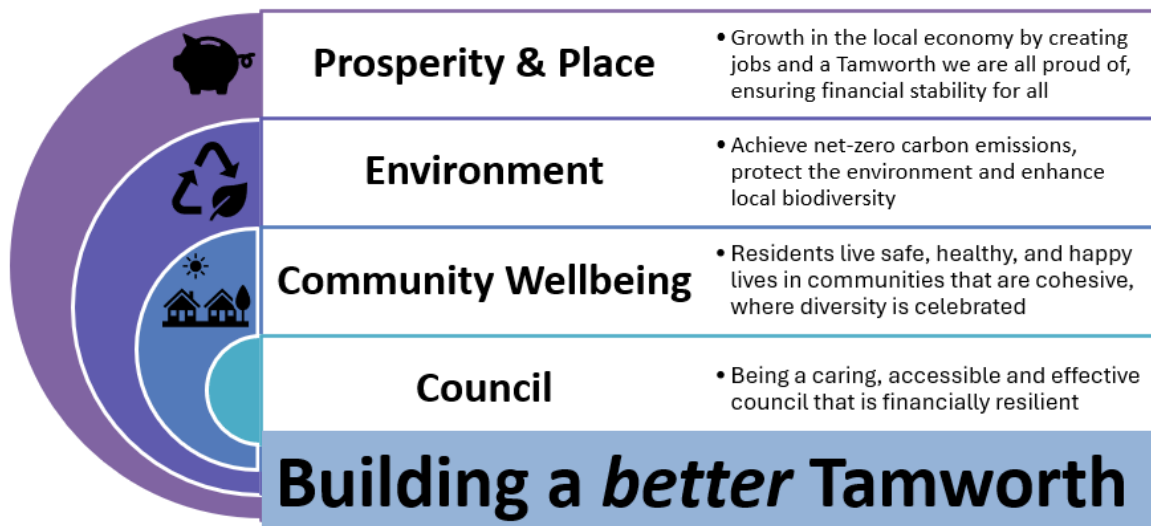 Prosperity & Place
• Growth in the local economy by creating
jobs and a Tamworth we are all proud of,
ensuring financial stability for all
Environment
• Achieve net-zero carbon emissions,
protect the environment and enhance
local biodiversity
Community Wellbeing
• Residents live safe, healthy, and happy
lives in communities that are cohesive,
where diversity is celebrated
Council
• Being a caring, accessible and effective
council that is financially resilient
Building a better Tamworth